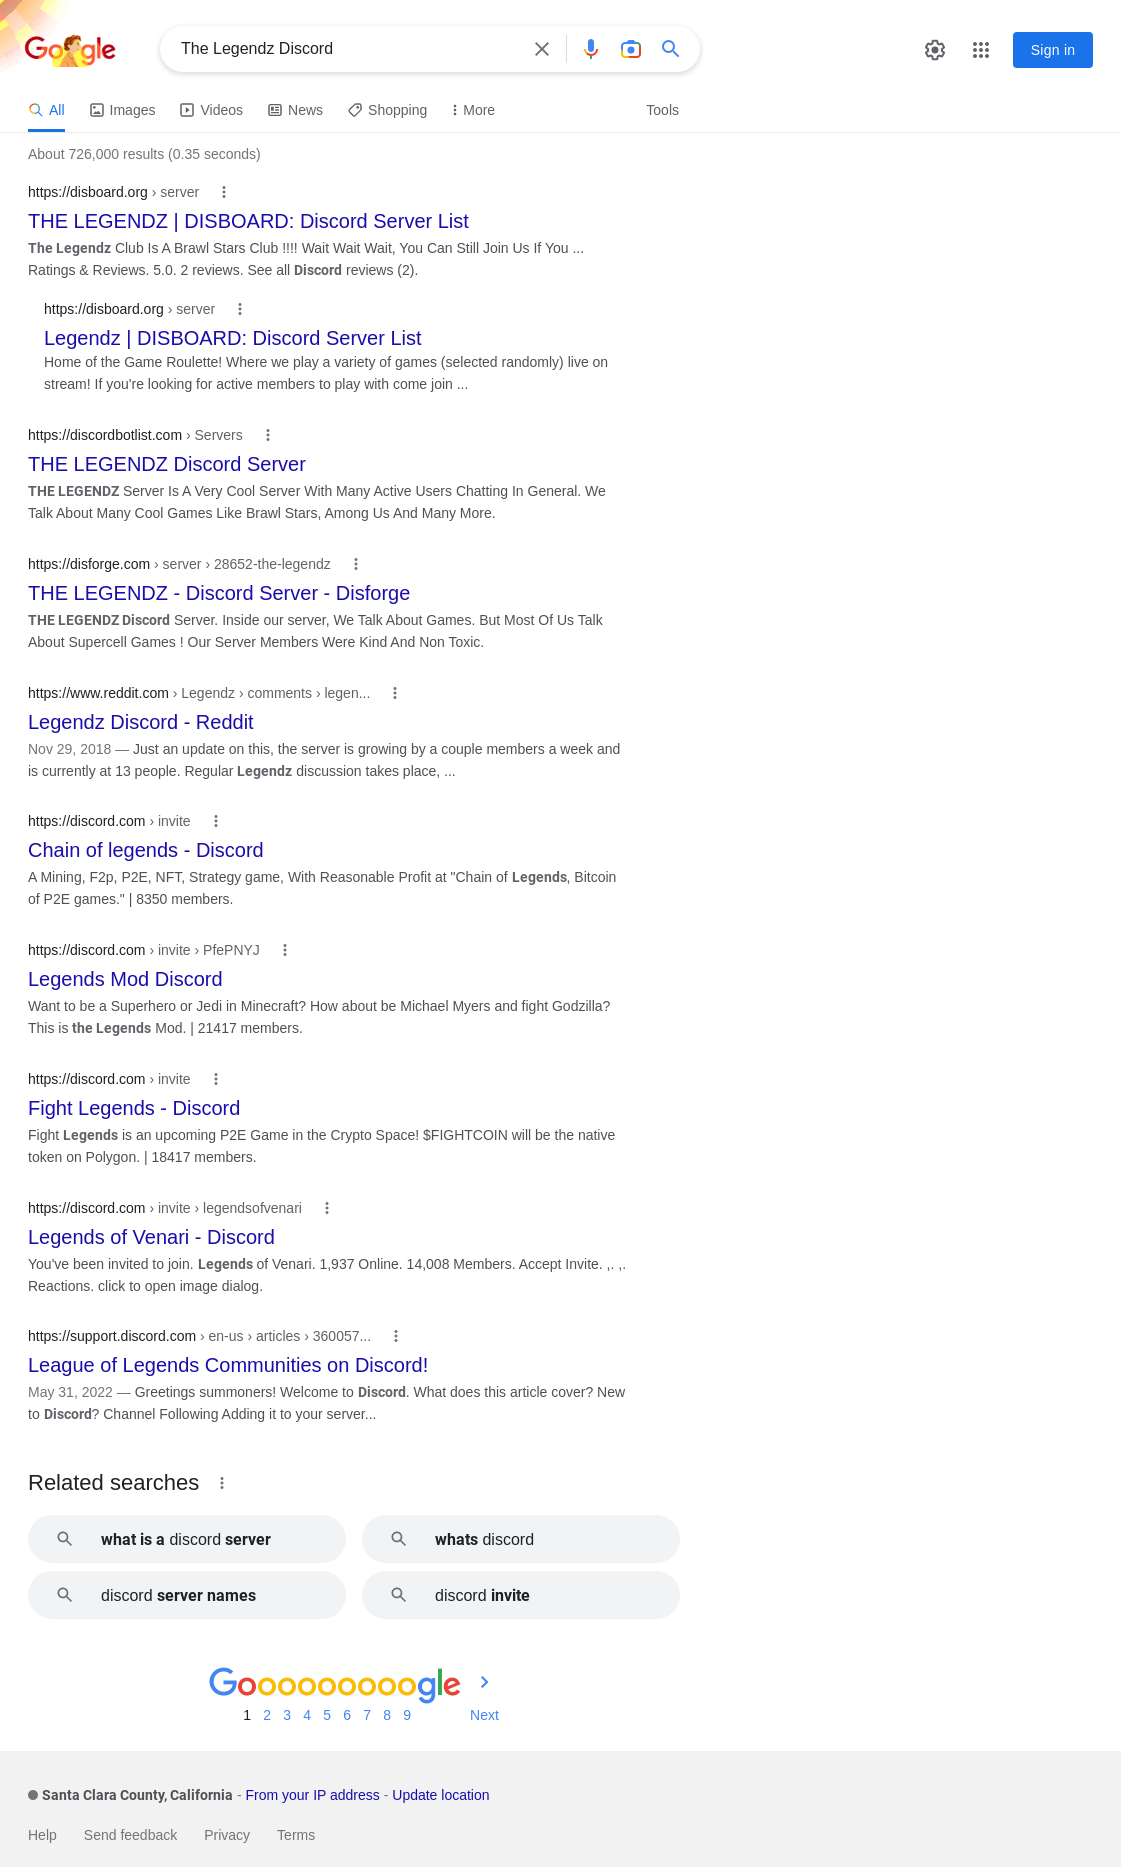 Google
The Legendz Discord
Sign in
All
Images
Videos
News
Shopping
More
Tools
About 726,000 results (0.35 seconds)
https://disboard.org › server
THE LEGENDZ | DISBOARD: Discord Server List
The Legendz Club Is A Brawl Stars Club !!!! Wait Wait Wait, You Can Still Join Us If You ...
Ratings & Reviews. 5.0. 2 reviews. See all Discord reviews (2).
https://disboard.org › server
Legendz | DISBOARD: Discord Server List
Home of the Game Roulette! Where we play a variety of games (selected randomly) live on
stream! If you're looking for active members to play with come join ...
https://discordbotlist.com › Servers
THE LEGENDZ Discord Server
THE LEGENDZ Server Is A Very Cool Server With Many Active Users Chatting In General. We
Talk About Many Cool Games Like Brawl Stars, Among Us And Many More.
https://disforge.com › server › 28652-the-legendz
THE LEGENDZ - Discord Server - Disforge
THE LEGENDZ Discord Server. Inside our server, We Talk About Games. But Most Of Us Talk
About Supercell Games ! Our Server Members Were Kind And Non Toxic.
https://www.reddit.com › Legendz › comments › legen...
Legendz Discord - Reddit
Nov 29, 2018 — Just an update on this, the server is growing by a couple members a week and
is currently at 13 people. Regular Legendz discussion takes place, ...
https://discord.com › invite
Chain of legends - Discord
A Mining, F2p, P2E, NFT, Strategy game, With Reasonable Profit at "Chain of Legends, Bitcoin
of P2E games." | 8350 members.
https://discord.com › invite › PfePNYJ
Legends Mod Discord
Want to be a Superhero or Jedi in Minecraft? How about be Michael Myers and fight Godzilla?
This is the Legends Mod. | 21417 members.
https://discord.com › invite
Fight Legends - Discord
Fight Legends is an upcoming P2E Game in the Crypto Space! $FIGHTCOIN will be the native
token on Polygon. | 18417 members.
https://discord.com › invite › legendsofvenari
Legends of Venari - Discord
You've been invited to join. Legends of Venari. 1,937 Online. 14,008 Members. Accept Invite. ,. ,.
Reactions. click to open image dialog.
https://support.discord.com › en-us › articles › 360057...
League of Legends Communities on Discord!
May 31, 2022 — Greetings summoners! Welcome to Discord. What does this article cover? New
to Discord? Channel Following Adding it to your server...
Related searches
what is a discord server
whats discord
discord server names
discord invite
Goooooooooogle
1 2 3 4 5 6 7 8 9 Next
Santa Clara County, California - From your IP address - Update location
Help Send feedback Privacy Terms